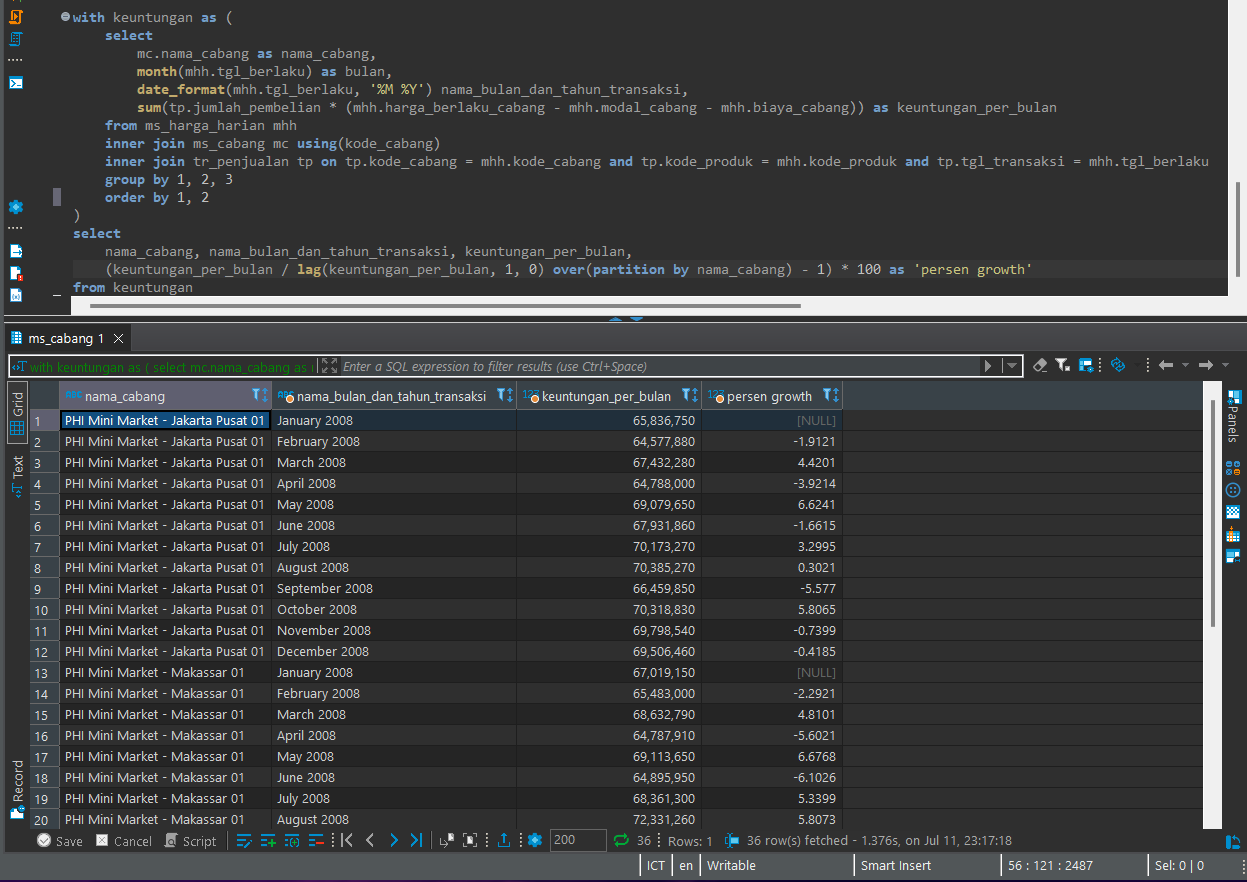 with keuntungan as (
select
mc.nama_cabang as nama_cabang,
month(mhh.tgl_berlaku) as bulan,
date_format(mhh.tgl_berlaku, '%M %Y') nama_bulan_dan_tahun_transaksi,
sum(tp.jumlah_pembelian * (mhh.harga_berlaku_cabang - mhh.modal_cabang - mhh.biaya_cabang)) as keuntungan_per_bulan
from ms_harga_harian mhh
inner join ms_cabang mc using(kode_cabang)
inner join tr_penjualan tp on tp.kode_cabang = mhh.kode_cabang and tp.kode_produk = mhh.kode_produk and tp.tgl_transaksi = mhh.tgl_berlaku
group by 1, 2, 3
order by 1, 2
)
select
nama_cabang, nama_bulan_dan_tahun_transaksi, keuntungan_per_bulan,
(keuntungan_per_bulan / lag(keuntungan_per_bulan, 1, 0) over(partition by nama_cabang) - 1) * 100 as 'persen growth'
from keuntungan
ms_cabang 1
with keuntungan as ( select mc.nama_cabang as Enter a SQL expression to filter results (use Ctrl+Space)
Grid
Text
Record
Panels
nama_cabang nama_bulan_dan_tahun_transaksi 123 keuntungan_per_bulan 123 persen growth
1 PHI Mini Market - Jakarta Pusat 01 January 2008 65,836,750 [NULL]
2 PHI Mini Market - Jakarta Pusat 01 February 2008 64,577,880 -1.9121
3 PHI Mini Market - Jakarta Pusat 01 March 2008 67,432,280 4.4201
4 PHI Mini Market - Jakarta Pusat 01 April 2008 64,788,000 -3.9214
5 PHI Mini Market - Jakarta Pusat 01 May 2008 69,079,650 6.6241
6 PHI Mini Market - Jakarta Pusat 01 June 2008 67,931,860 -1.6615
7 PHI Mini Market - Jakarta Pusat 01 July 2008 70,173,270 3.2995
8 PHI Mini Market - Jakarta Pusat 01 August 2008 70,385,270 0.3021
9 PHI Mini Market - Jakarta Pusat 01 September 2008 66,459,850 -5.577
10 PHI Mini Market - Jakarta Pusat 01 October 2008 70,318,830 5.8065
11 PHI Mini Market - Jakarta Pusat 01 November 2008 69,798,540 -0.7399
12 PHI Mini Market - Jakarta Pusat 01 December 2008 69,506,460 -0.4185
13 PHI Mini Market - Makassar 01 January 2008 67,019,150 [NULL]
14 PHI Mini Market - Makassar 01 February 2008 65,483,000 -2.2921
15 PHI Mini Market - Makassar 01 March 2008 68,632,790 4.8101
16 PHI Mini Market - Makassar 01 April 2008 64,787,910 -5.6021
17 PHI Mini Market - Makassar 01 May 2008 69,113,650 6.6768
18 PHI Mini Market - Makassar 01 June 2008 64,895,950 -6.1026
19 PHI Mini Market - Makassar 01 July 2008 68,361,300 5.3399
20 PHI Mini Market - Makassar 01 August 2008 72,331,260 5.8073
Save Cancel Script 200 36 Rows: 1 36 row(s) fetched - 1.376s, on Jul 11, 23:17:18
ICT en Writable Smart Insert 56 : 121 : 2487 Sel: 0 | 0